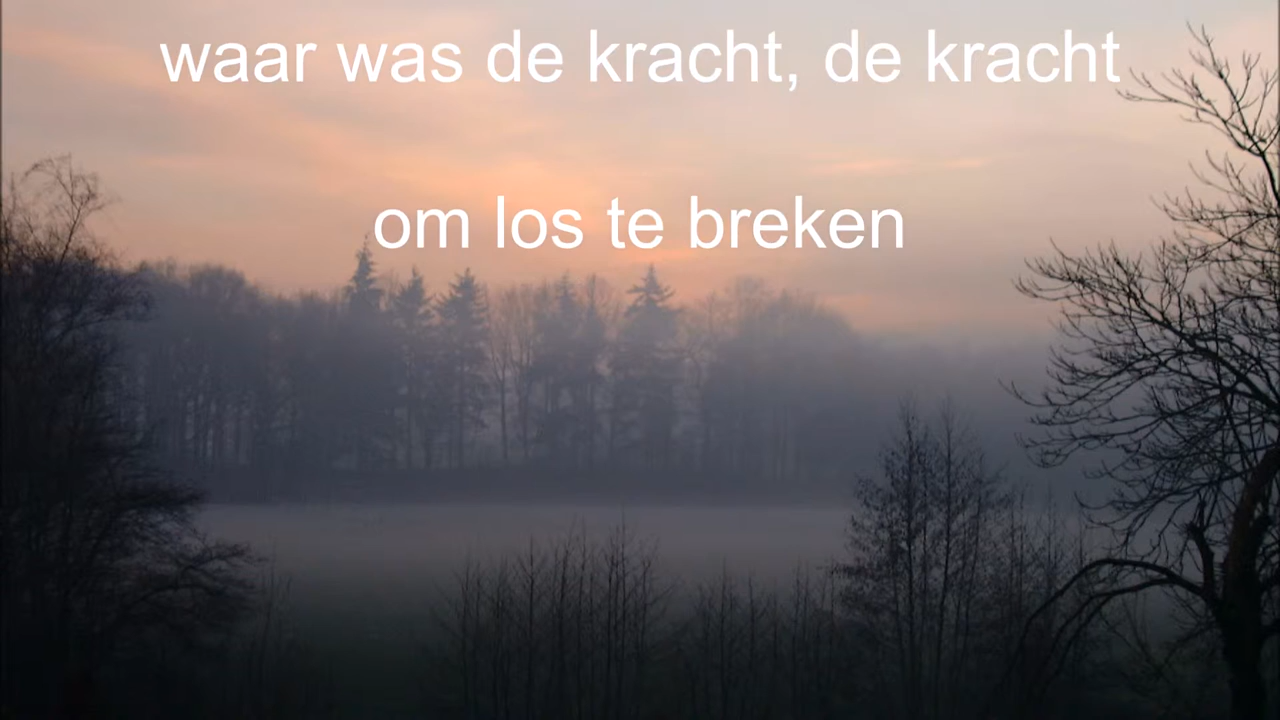 waar was de kracht, de kracht
om los te breken